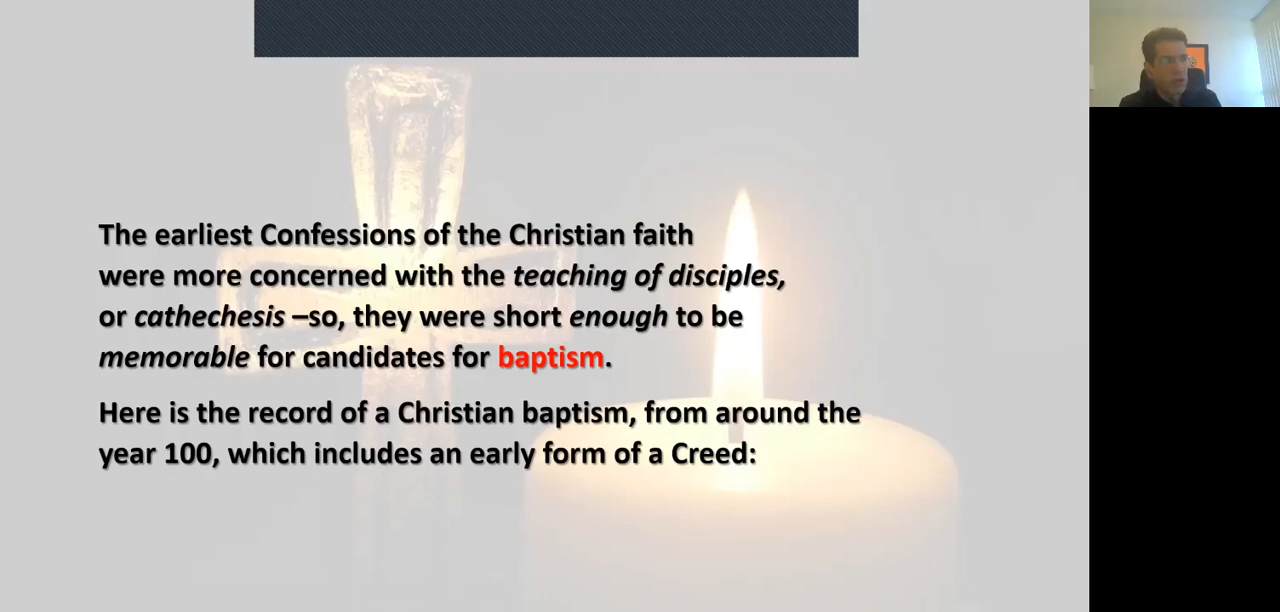 The earliest Confessions of the Christian faith
were more concerned with the teaching of disciples,
or cathechesis –so, they were short enough to be
memorable for candidates for baptism.
Here is the record of a Christian baptism, from around the
year 100, which includes an early form of a Creed: